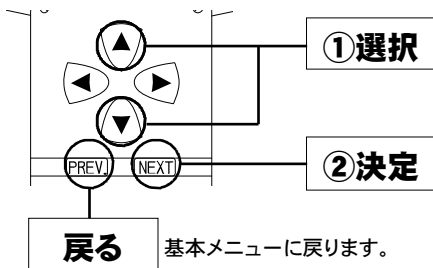 ①選択
PREV.
NEXT
②決定
戻る
基本メニューに戻ります。